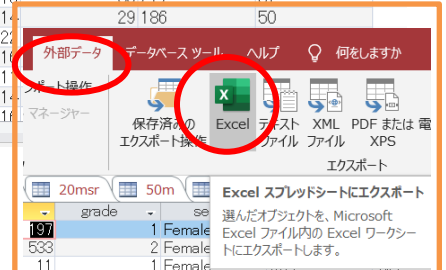 29 186 50
外部データ データベース ツール ヘルプ 何をしますか
マネージャー
保存済みの
エクスポート操作
Excel
テキスト
ファイル
XML
ファイル
PDF または
XPS
エクスポート
20msr 50m
Excel スプレッドシートにエクスポート
選んだオブジェクトを、Microsoft
Excel ファイル内の Excel ワークシー
トにエクスポートします。
grade se
197 1 Female
533 2 Female
11 1 Female